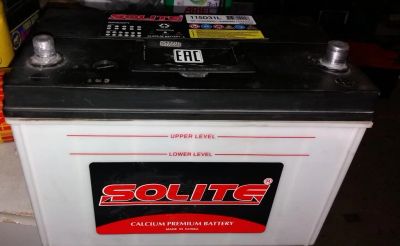 SOLITE
115D31L
EAC
UPPER LEVEL
LOWER LEVEL
SOLITE®
CALCIUM PREMIUM BATTERY
MADE IN KOREA